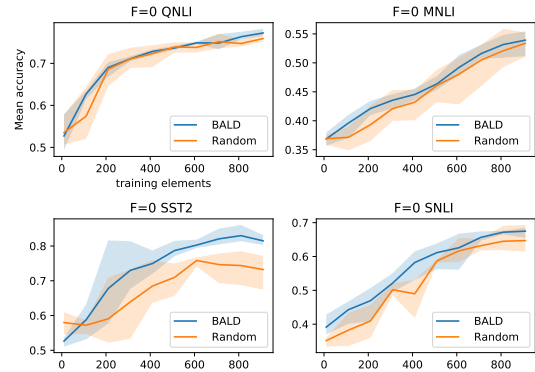 F=0 QNLI
0.7
0.6
0.5
Mean accuracy
BALD
Random
0 200 400 600 800
training elements
F=0 MNLI
0.55
0.50
0.45
0.40
0.35
BALD
Random
0 200 400 600 800
F=0 SST2
0.8
0.7
0.6
0.5
BALD
Random
0 200 400 600 800
F=0 SNLI
0.7
0.6
0.5
0.4
BALD
Random
0 200 400 600 800